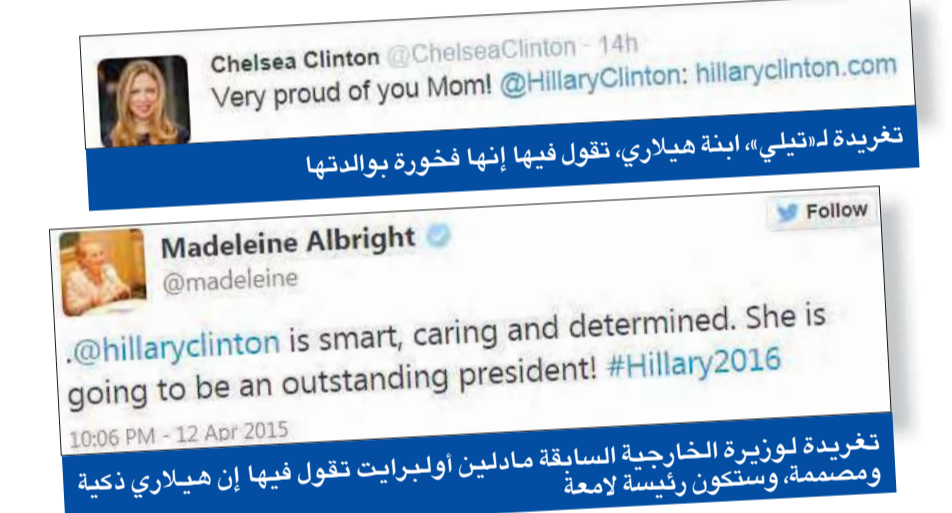 Chelsea Clinton @ChelseaClinton - 14h
Very proud of you Mom! @HillaryClinton: hillaryclinton.com
تغريدة لـ«تيلي»، ابنة هيلاري، تقول فيها إنها فخورة بوالدتها
Madeleine Albright
Follow
@madeleine
.@hillaryclinton is smart, caring and determined. She is
going to be an outstanding president! #Hillary2016
10:06 PM - 12 Apr 2015
تغريدة لوزيرة الخارجية السابقة مادلين أولبرايت تقول فيها إن هيلاري ذكية
ومصممة، وستكون رئيسة لامعة